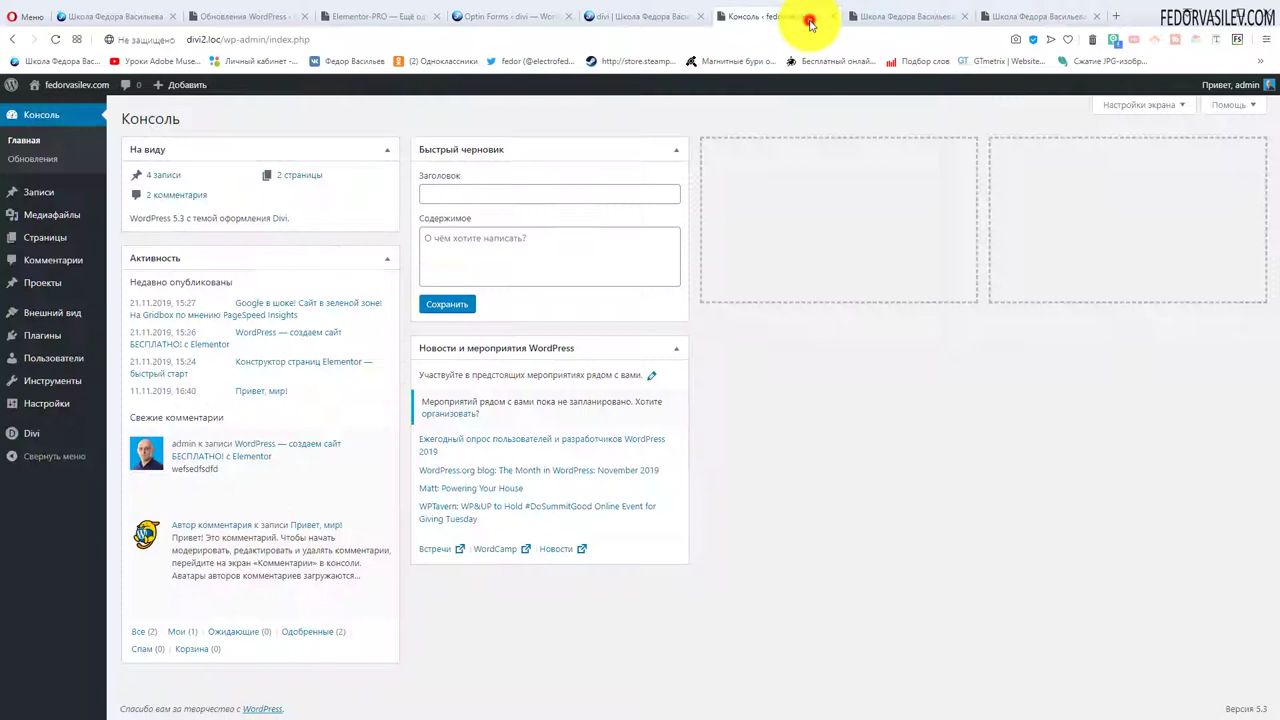 Меню
Школа Федора Васильева
Обновления WordPress ‹
Elementor-PRO — Ещё од
Optin Forms ‹ divi — Wor
divi | Школа Федора Васи
Консоль ‹
Школа Федора Васильева
Школа Федора Васильева
FEDORVASILEV.COM
Не защищено divi2.loc/wp-admin/index.php
Школа Федора Вас...
Уроки Adobe Muse...
Личный кабинет -...
Федор Васильев
(2) Одноклассники
fedor (@electrofed...
http://store.steamp...
Магнитные бури о...
Бесплатный онлай...
Подбор слов
GTmetrix | Website...
Сжатие JPG-изобр...
fedorvasilev.com 0 Добавить Привет, admin
Консоль
Главная
Обновления
Записи
Медиафайлы
Страницы
Комментарии
Проекты
Внешний вид
Плагины
Пользователи
Инструменты
Настройки
Divi
Свернуть меню
Настройки экрана
Помощь
Консоль
На виду
4 записи 2 страницы
2 комментария
WordPress 5.3 с темой оформления Divi.
Активность
Недавно опубликованы
21.11.2019, 15:27 Google в шоке! Сайт в зеленой зоне!
На Gridbox по мнению PageSpeed Insights
21.11.2019, 15:26 WordPress — создаем сайт
БЕСПЛАТНО! с Elementor
21.11.2019, 15:24 Конструктор страниц Elementor —
быстрый старт
11.11.2019, 16:40 Привет, мир!
Свежие комментарии
admin к записи WordPress — создаем сайт
БЕСПЛАТНО! с Elementor
wefsedfsdfd
Автор комментария к записи Привет, мир!
Привет! Это комментарий. Чтобы начать
модерировать, редактировать и удалять комментарии,
перейдите на экран «Комментарии» в консоли.
Аватары авторов комментариев загружаются...
Все (2) | Мои (1) | Ожидающие (0) | Одобренные (2) |
Спам (0) | Корзина (0)
Быстрый черновик
Заголовок
Содержимое
О чём хотите написать?
Сохранить
Новости и мероприятия WordPress
Участвуйте в предстоящих мероприятиях рядом с вами.
Мероприятий рядом с вами пока не запланировано. Хотите
организовать?
Ежегодный опрос пользователей и разработчиков WordPress
2019
WordPress.org blog: The Month in WordPress: November 2019
Matt: Powering Your House
WPTavern: WP&UP to Hold #DoSummitGood Online Event for
Giving Tuesday
Встречи | WordCamp | Новости
Спасибо вам за творчество с WordPress.
Версия 5.3